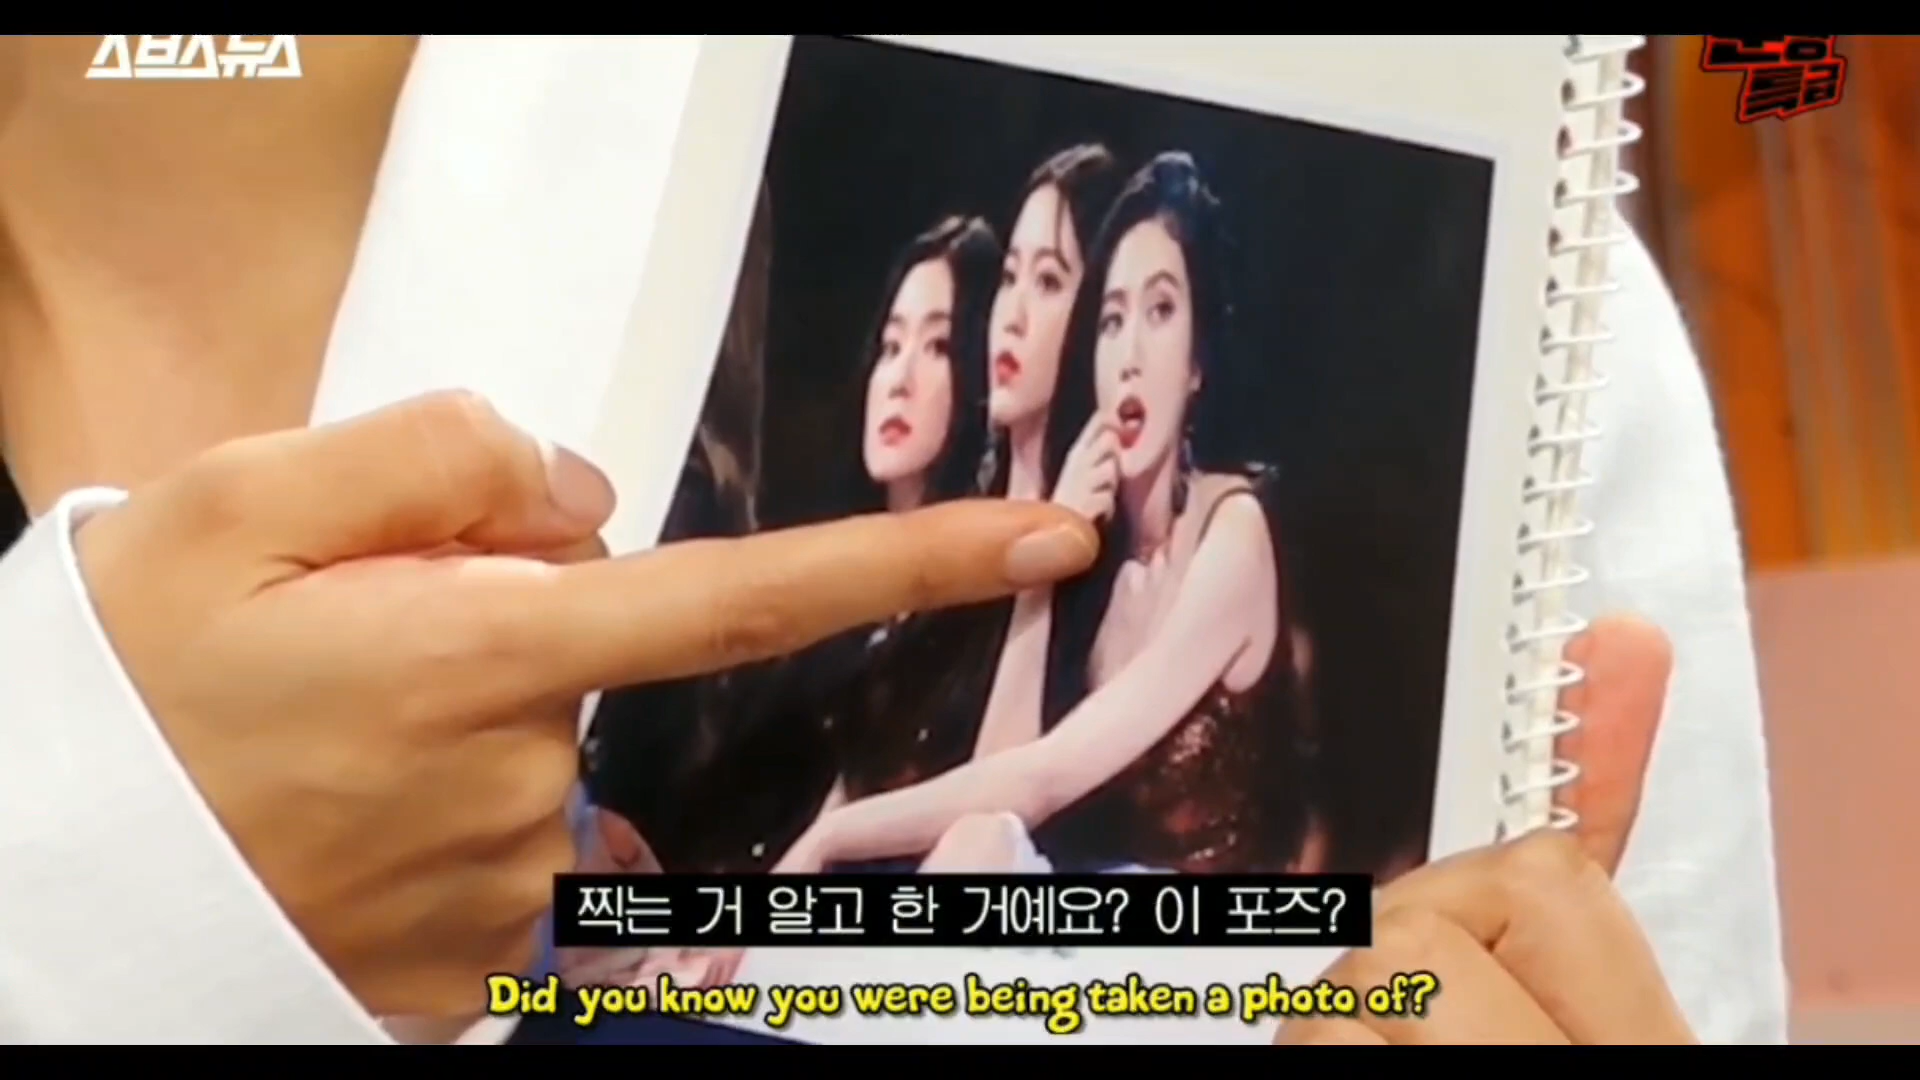 스브스뉴스
찍는 거 알고 한 거예요? 이 포즈?
Did you know you were being taken a photo of?